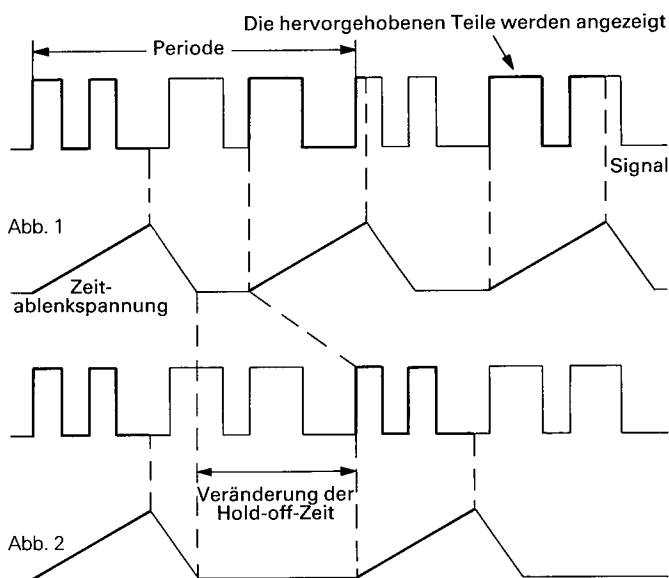 Die hervorgehobenen Teile werden angezeigt
Periode
Signal
Abb. 1
Zeit-
ablenkspannung
Veränderung der
Hold-off-Zeit
Abb. 2